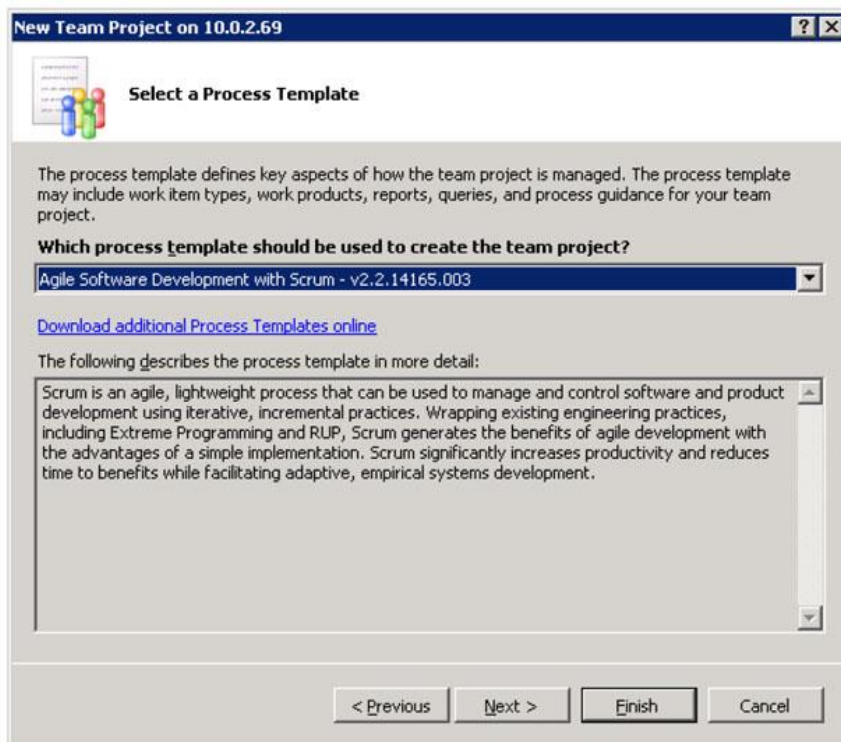 New Team Project on 10.0.2.69
Select a Process Template
The process template defines key aspects of how the team project is managed. The process template
may include work item types, work products, reports, queries, and process guidance for your team
project.
Which process template should be used to create the team project?
Agile Software Development with Scrum - v2.2.14165.003
Download additional Process Templates online
The following describes the process template in more detail:
Scrum is an agile, lightweight process that can be used to manage and control software and product
development using iterative, incremental practices. Wrapping existing engineering practices,
including Extreme Programming and RUP, Scrum generates the benefits of agile development with
the advantages of a simple implementation. Scrum significantly increases productivity and reduces
time to benefits while facilitating adaptive, empirical systems development.
< Previous Next > Finish Cancel